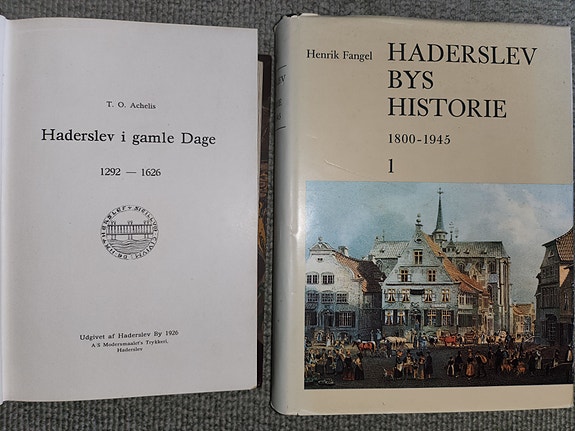 T. O. Achelis
Haderslev i gamle Dage
1292 — 1626
Udgivet af Haderslev By 1926
A-S Modersmaalet's Trykkeri,
Haderslev
Henrik Fangel
HADERSLEV
BYS
HISTORIE
1800-1945
1